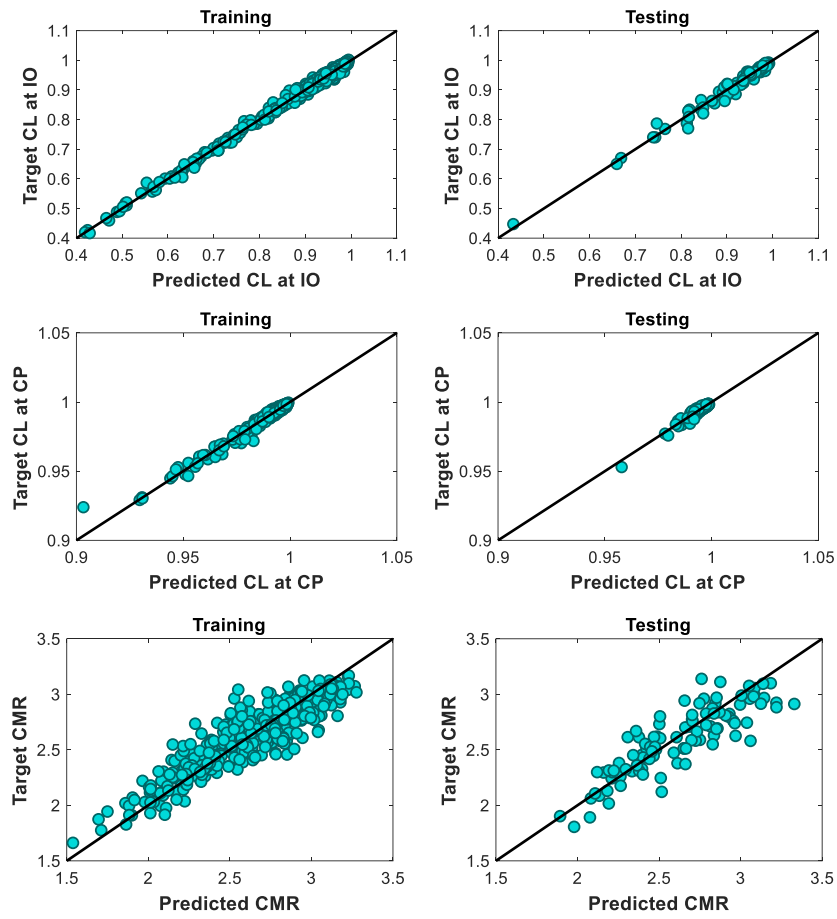 Training
Testing
1.1
1
0.9
0.8
0.7
0.6
0.5
0.4
Target CL at IO
0.4 0.5 0.6 0.7 0.8 0.9 1 1.1
Predicted CL at IO
1.1
1
0.9
0.8
0.7
0.6
0.5
0.4
Target CL at IO
0.4 0.5 0.6 0.7 0.8 0.9 1 1.1
Predicted CL at IO
Training
Testing
1.05
1
0.95
0.9
Target CL at CP
0.9 0.95 1 1.05
Predicted CL at CP
1.05
1
0.95
0.9
Target CL at CP
0.9 0.95 1 1.05
Predicted CL at CP
Training
Testing
3.5
3
2.5
2
1.5
Target CMR
1.5 2 2.5 3 3.5
Predicted CMR
3.5
3
2.5
2
1.5
Target CMR
1.5 2 2.5 3 3.5
Predicted CMR